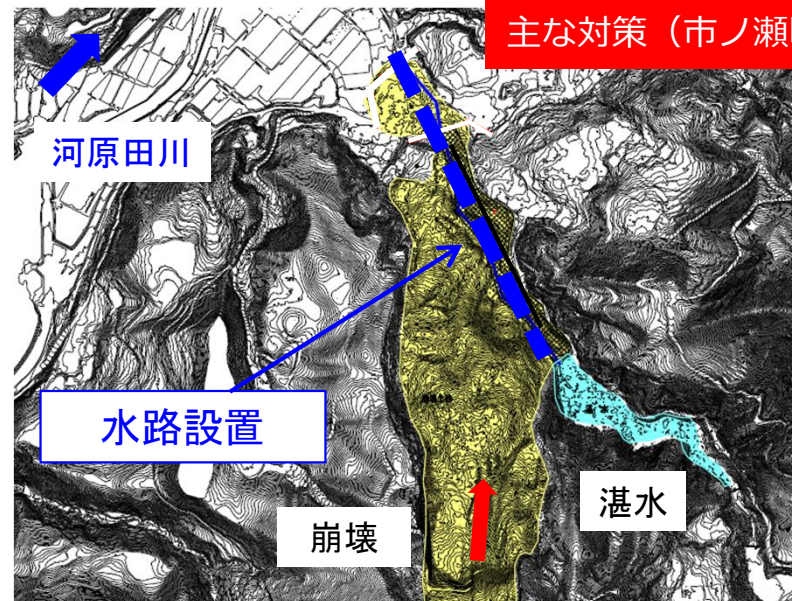 主な対策（市ノ瀬
河原田川
水路設置
湛水
崩壊